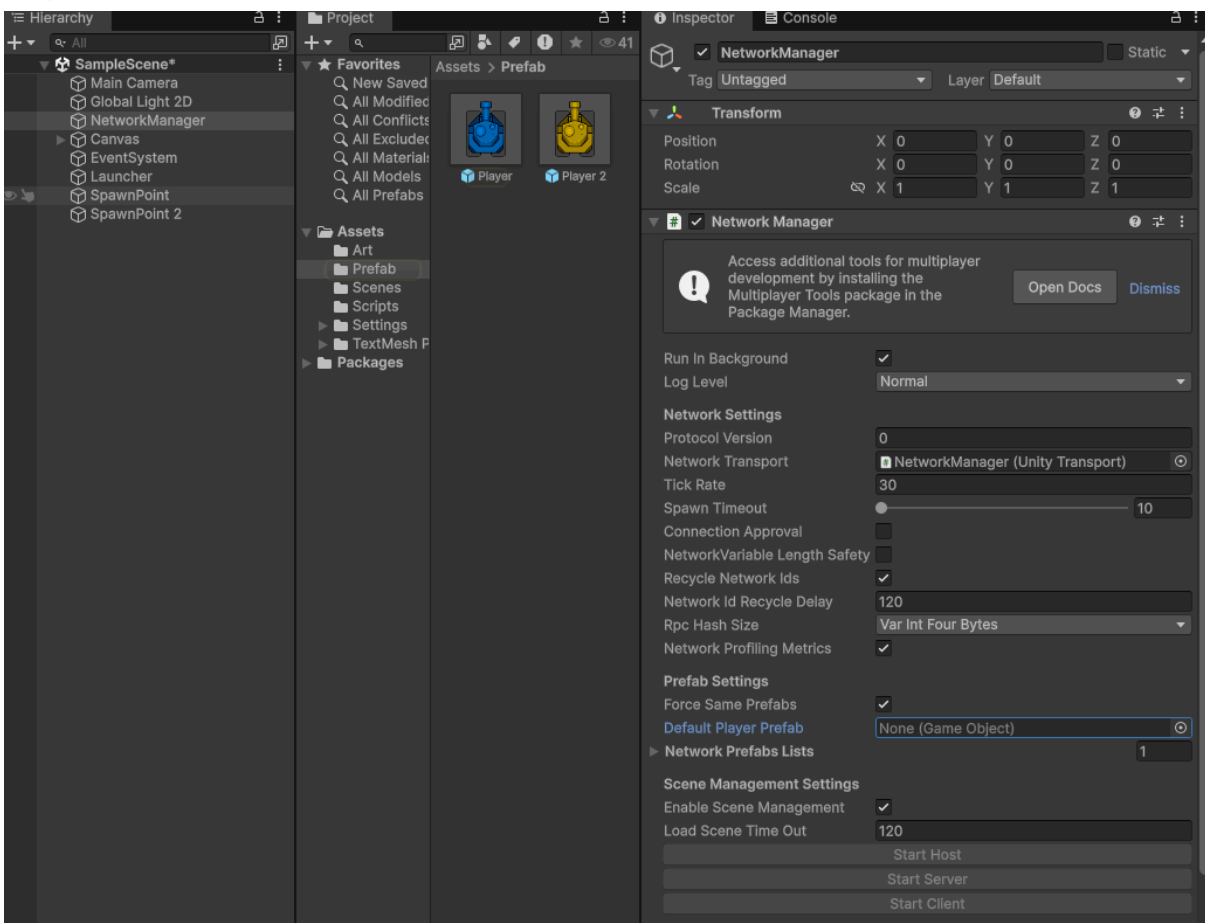 Hierarchy
All
SampleScene*
Main Camera
Global Light 2D
NetworkManager
Canvas
EventSystem
Launcher
SpawnPoint
SpawnPoint 2
Project
41
Favorites
New Saved
All Modified
All Conflicts
All Excluded
All Materials
All Models
All Prefabs
Assets
Art
Prefab
Scenes
Scripts
Settings
TextMesh P
Packages
Assets > Prefab
Player
Player 2
Inspector
Console
NetworkManager
Static
Tag Untagged
Layer Default
Transform
Position X 0 Y 0 Z 0
Rotation X 0 Y 0 Z 0
Scale X 1 Y 1 Z 1
# Network Manager
Access additional tools for multiplayer
development by installing the
Multiplayer Tools package in the
Package Manager.
Open Docs
Dismiss
Run In Background
Log Level Normal
Network Settings
Protocol Version 0
Network Transport # NetworkManager (Unity Transport)
Tick Rate 30
Spawn Timeout 10
Connection Approval
NetworkVariable Length Safety
Recycle Network Ids
Network Id Recycle Delay 120
Rpc Hash Size Var Int Four Bytes
Network Profiling Metrics
Prefab Settings
Force Same Prefabs
Default Player Prefab None (Game Object)
Network Prefabs Lists 1
Scene Management Settings
Enable Scene Management
Load Scene Time Out 120
Start Host
Start Server
Start Client